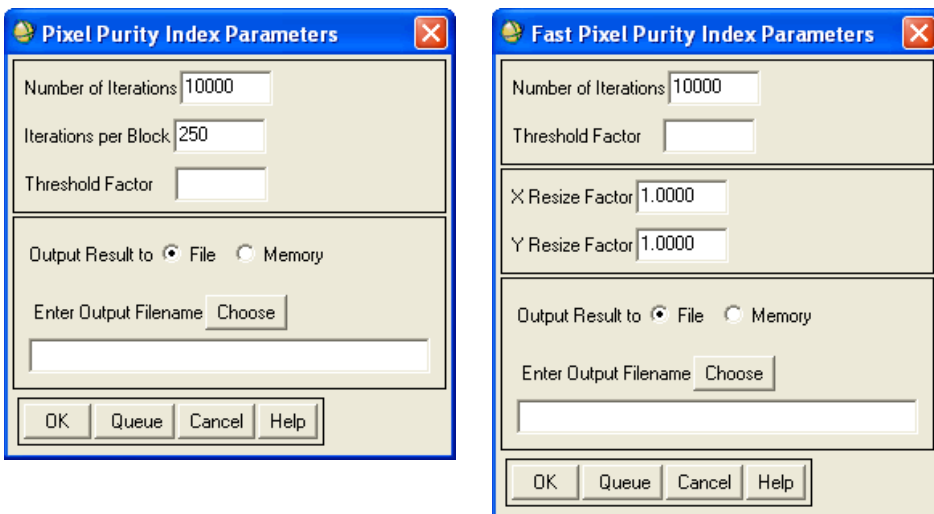 Pixel Purity Index Parameters
Number of Iterations 10000
Iterations per Block 250
Threshold Factor
Output Result to File Memory
Enter Output Filename Choose
OK Queue Cancel Help
Fast Pixel Purity Index Parameters
Number of Iterations 10000
Threshold Factor
X Resize Factor 1.0000
Y Resize Factor 1.0000
Output Result to File Memory
Enter Output Filename Choose
OK Queue Cancel Help